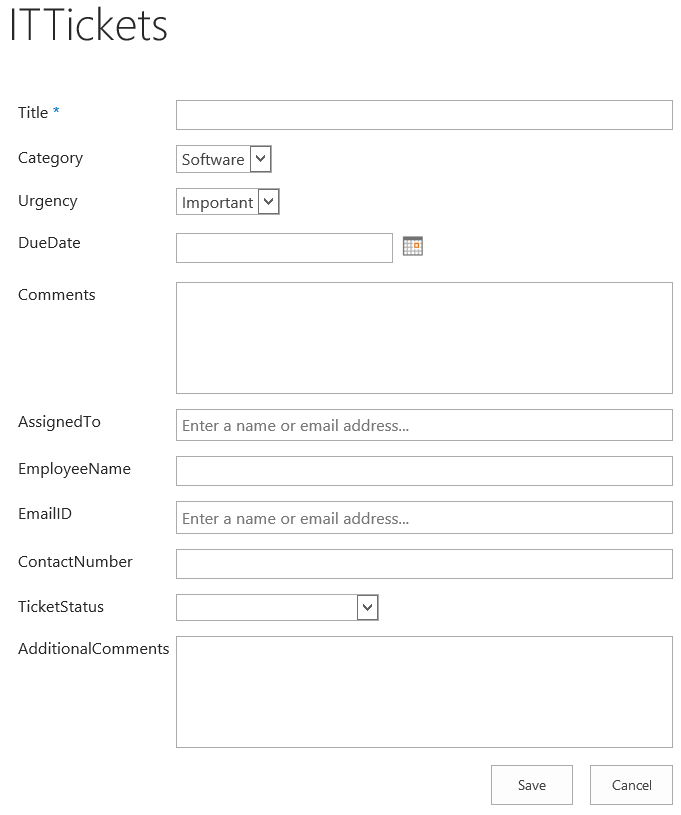 ITTickets
Title *
Category Software
Urgency Important
DueDate
Comments
AssignedTo Enter a name or email address...
EmployeeName
EmailID Enter a name or email address...
ContactNumber
TicketStatus
AdditionalComments
Save Cancel